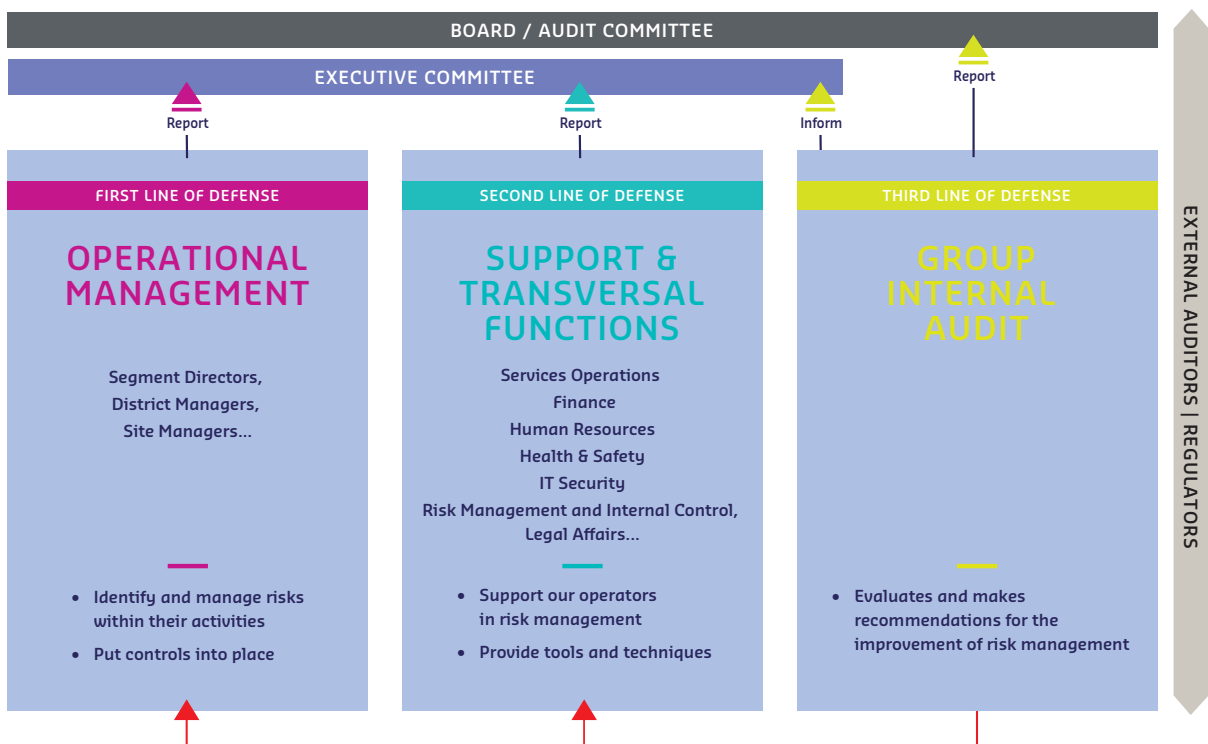 BOARD / AUDIT COMMITTEE
EXECUTIVE COMMITTEE
Report
Report
Inform
Report
FIRST LINE OF DEFENSE
OPERATIONAL
MANAGEMENT
Segment Directors,
District Managers,
Site Managers...
• Identify and manage risks
within their activities
• Put controls into place
SECOND LINE OF DEFENSE
SUPPORT &
TRANSVERSAL
FUNCTIONS
Services Operations
Finance
Human Resources
Health & Safety
IT Security
Risk Management and Internal Control,
Legal Affairs...
• Support our operators
in risk management
• Provide tools and techniques
THIRD LINE OF DEFENSE
GROUP
INTERNAL
AUDIT
• Evaluates and makes
recommendations for the
improvement of risk management
EXTERNAL AUDITORS | REGULATORS